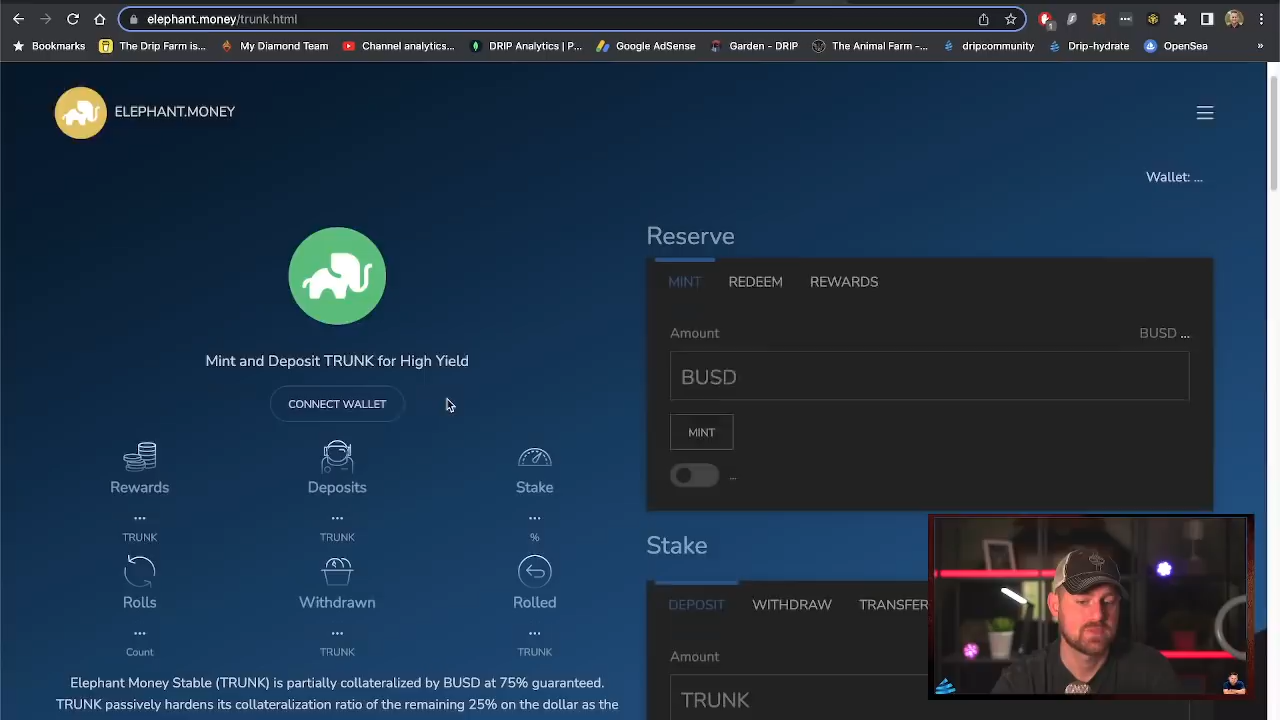 elephant.money/trunk.html
Bookmarks
The Drip Farm is...
My Diamond Team
Channel analytics...
DRIP Analytics | P...
Google AdSense
Garden - DRIP
The Animal Farm -...
dripcommunity
Drip-hydrate
OpenSea
»
ELEPHANT.MONEY
Wallet: ...
Mint and Deposit TRUNK for High Yield
CONNECT WALLET
Rewards
Deposits
Stake
...
...
...
TRUNK
TRUNK
%
Rolls
Withdrawn
Rolled
...
...
...
Count
TRUNK
TRUNK
Elephant Money Stable (TRUNK) is partially collateralized by BUSD at 75% guaranteed.
TRUNK passively hardens its collateralization ratio of the remaining 25% on the dollar as the
Reserve
MINT
REDEEM
REWARDS
Amount
BUSD ...
BUSD
MINT
...
Stake
DEPOSIT
WITHDRAW
TRANSFER
Amount
TRUNK
1